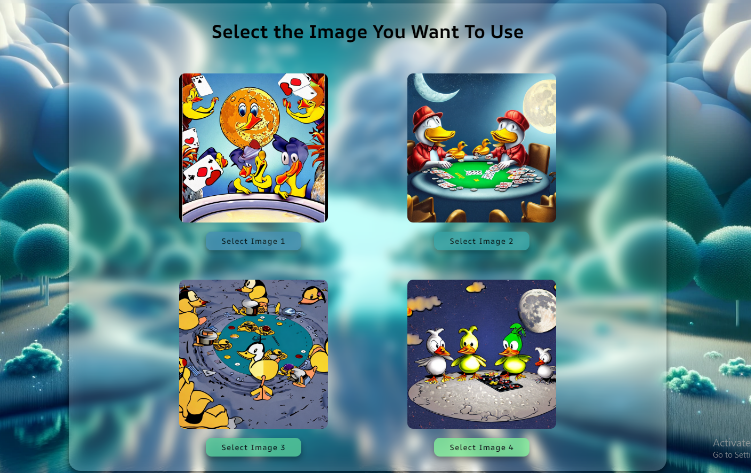 Select the Image You Want To Use
Select Image 1
Select Image 2
Select Image 3
Select Image 4
Activate
Go to Sett